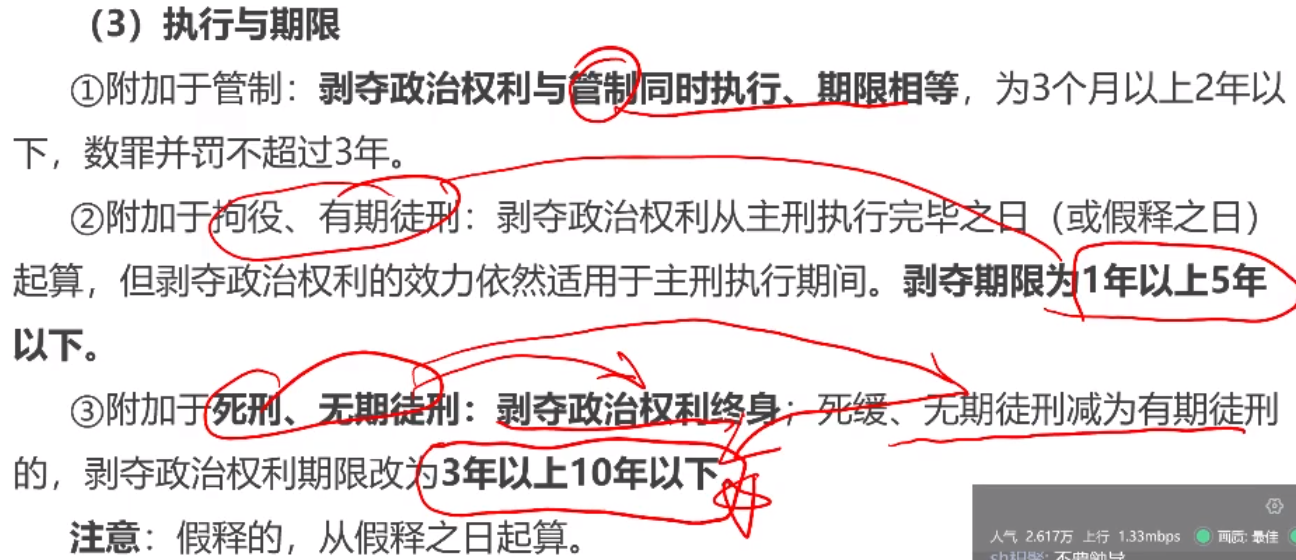 （3）执行与期限
①附加于管制：剥夺政治权利与管制同时执行、期限相等，为3个月以上2年以
下，数罪并罚不超过3年。
②附加于拘役、有期徒刑：剥夺政治权利从主刑执行完毕之日（或假释之日）
起算，但剥夺政治权利的效力依然适用于主刑执行期间。剥夺期限为1年以上5年
以下。
③附加于死刑、无期徒刑：剥夺政治权利终身；死缓、无期徒刑减为有期徒刑
的，剥夺政治权利期限改为3年以上10年以下
注意：假释的，从假释之日起算。
人气 2.617万 上行 1.33mbps 画质: 最佳